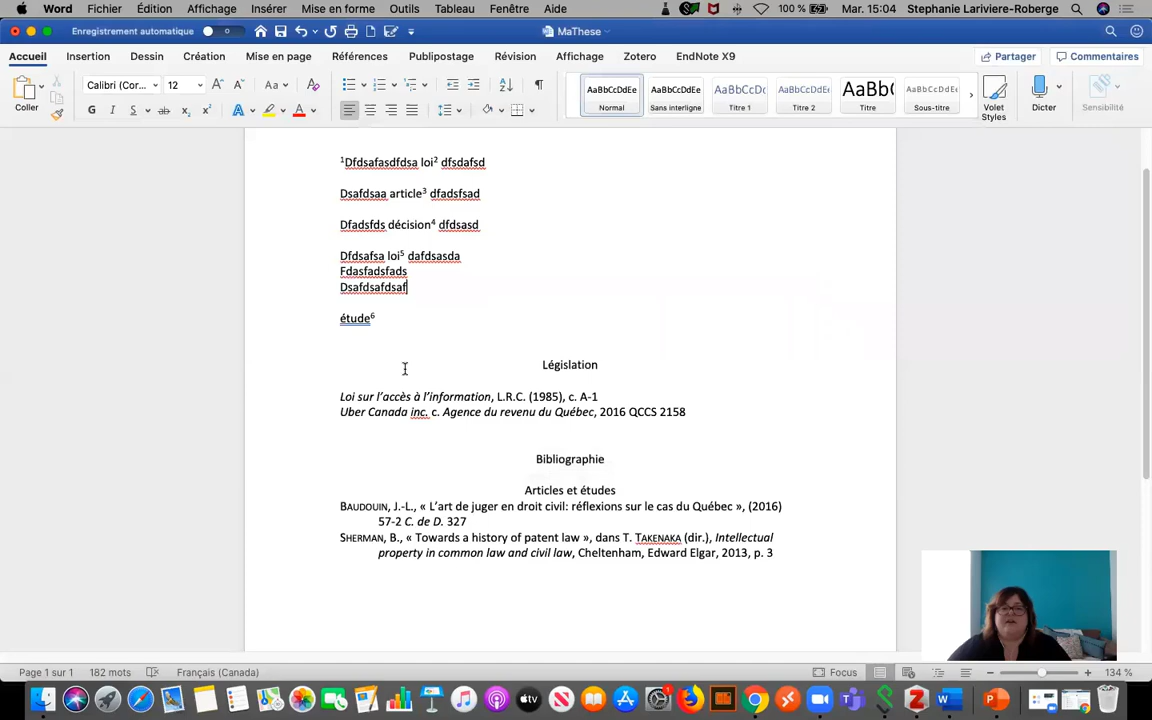 Word Fichier Édition Affichage Insérer Mise en forme Outils Tableau Fenêtre Aide 100 % Mar. 15:04 Stephanie Lariviere-Roberge
Enregistrement automatique MaThese
Accueil Insertion Dessin Création Mise en page Références Publipostage Révision Affichage Zotero EndNote X9 Partager Commentaires
Coller Calibri (Cor... 12 Aa
AaBbCcDdEe AaBbCcDdEe AaBbCcDc AaBbCcDdEe AaBb( AaBbCcDdEe
Normal Sans interligne Titre 1 Titre 2 Titre Sous-titre Volet Styles Dicter Sensibilité
¹Dfdsafasdfdsa loi² dfsdafsd
Dsafdsaa article³ dfadsfsad
Dfadsfds décision⁴ dfdsasd
Dfdsafsa loi⁵ dafdsasda
Fdasfadsfads
Dsafdsafdsaf
étude⁶
Législation
Loi sur l'accès à l'information, L.R.C. (1985), c. A-1
Uber Canada inc. c. Agence du revenu du Québec, 2016 QCCS 2158
Bibliographie
Articles et études
BAUDOUIN, J.-L., « L'art de juger en droit civil: réflexions sur le cas du Québec », (2016)
57-2 C. de D. 327
SHERMAN, B., « Towards a history of patent law », dans T. TAKENAKA (dir.), Intellectual
property in common law and civil law, Cheltenham, Edward Elgar, 2013, p. 3
Page 1 sur 1 182 mots Français (Canada) Focus 134 %